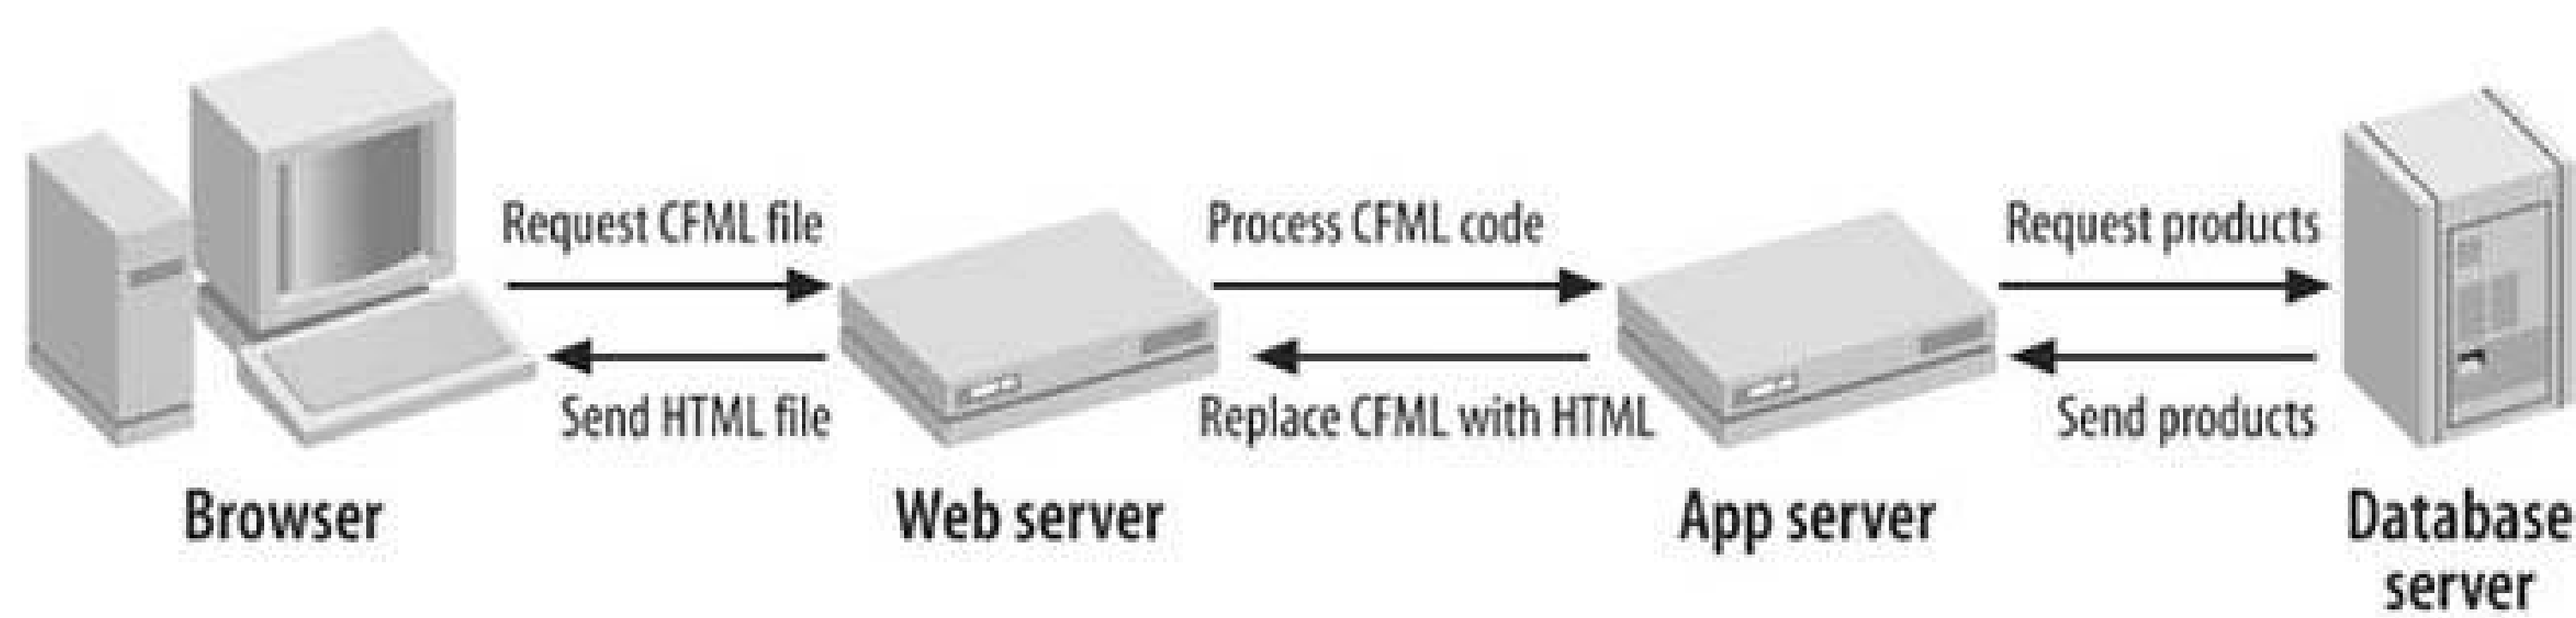 Request CFML file
Process CFML code
Request products
Send HTML file
Replace CFML with HTML
Send products
Browser
Web server
App server
Database
server